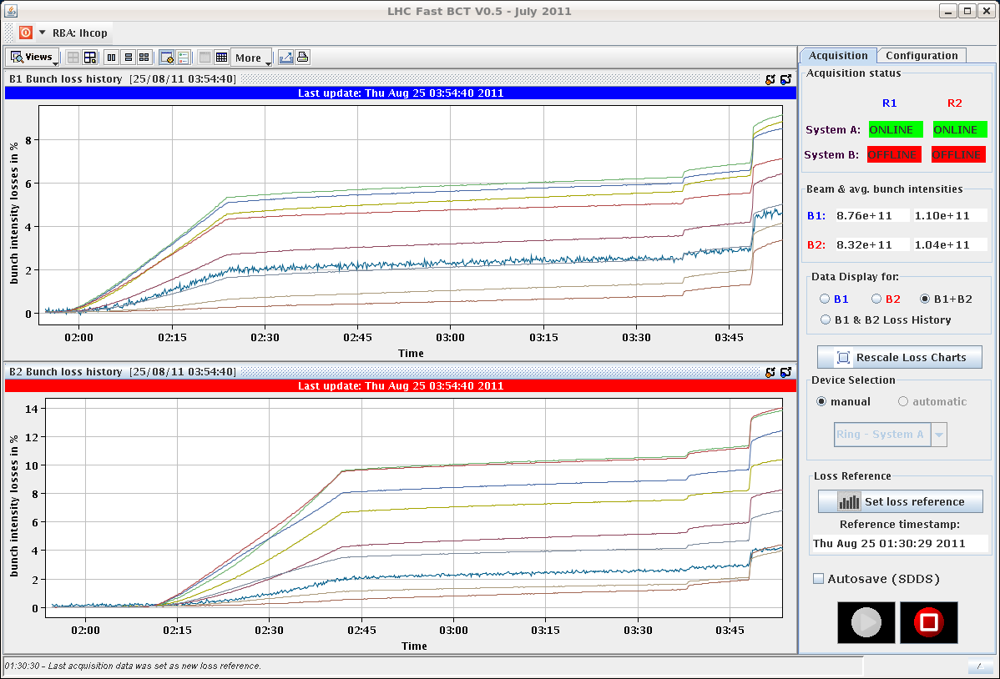 LHC Fast BCT V0.5 - July 2011
RBA: lhcop
Views
More
B1 Bunch loss history [25/08/11 03:54:40]
Last update: Thu Aug 25 03:54:40 2011
bunch intensity losses in %
8
6
4
2
0
02:00 02:15 02:30 02:45 03:00 03:15 03:30 03:45
Time
B2 Bunch loss history [25/08/11 03:54:40]
Last update: Thu Aug 25 03:54:40 2011
bunch intensity losses in %
14
12
10
8
6
4
2
0
02:00 02:15 02:30 02:45 03:00 03:15 03:30 03:45
Time
01:30:30 - Last acquisition data was set as new loss reference.
Acquisition Configuration
Acquisition status
R1 R2
System A: ONLINE ONLINE
System B: OFFLINE OFFLINE
Beam & avg. bunch intensities
B1: 8.76e+11 1.10e+11
B2: 8.32e+11 1.04e+11
Data Display for:
B1 B2 B1+B2
B1 & B2 Loss History
Rescale Loss Charts
Device Selection
manual automatic
Ring - System A
Loss Reference
Set loss reference
Reference timestamp:
Thu Aug 25 01:30:29 2011
Autosave (SDDS)